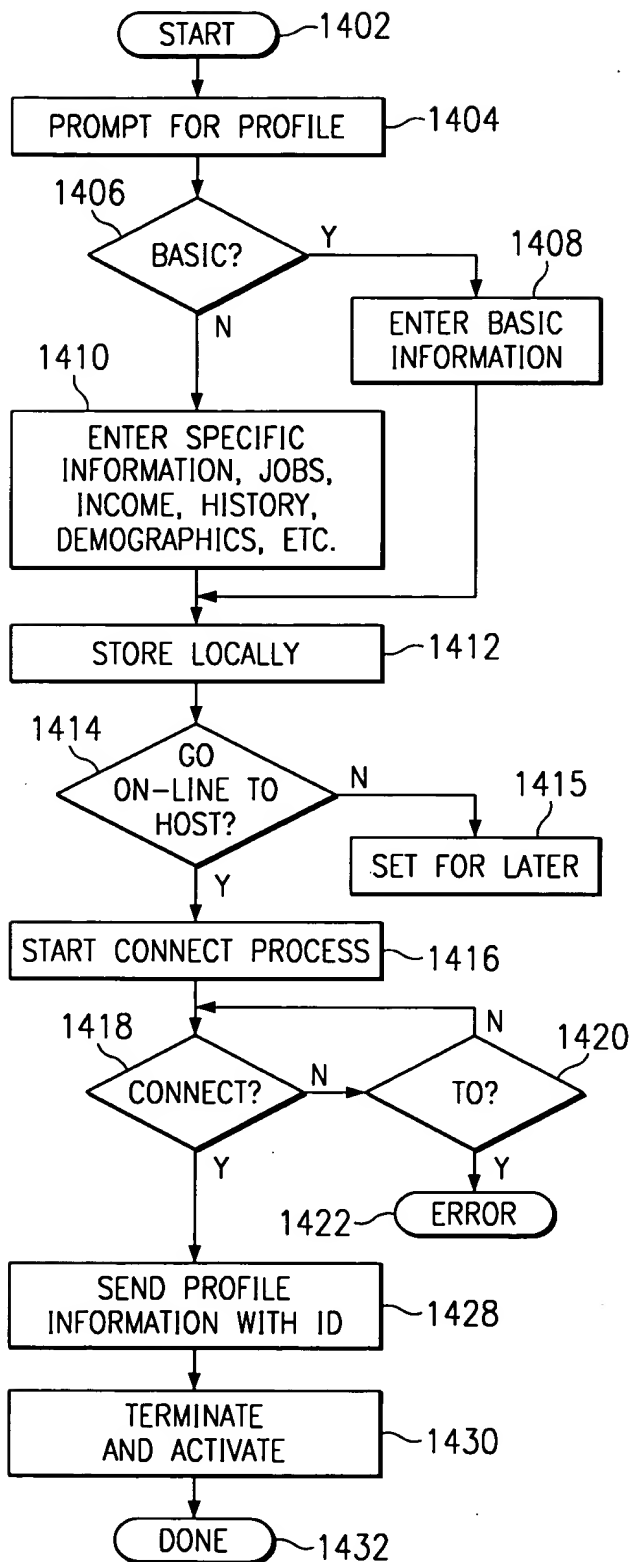 START
1402
PROMPT FOR PROFILE
1404
1406
BASIC?
Y
N
1408
ENTER BASIC
INFORMATION
1410
ENTER SPECIFIC
INFORMATION, JOBS,
INCOME, HISTORY,
DEMOGRAPHICS, ETC.
STORE LOCALLY
1412
1414
GO
ON-LINE TO
HOST?
N
Y
1415
SET FOR LATER
START CONNECT PROCESS
1416
1418
CONNECT?
N
Y
N
1420
TO?
Y
1422
ERROR
SEND PROFILE
INFORMATION WITH ID
1428
TERMINATE
AND ACTIVATE
1430
DONE
1432